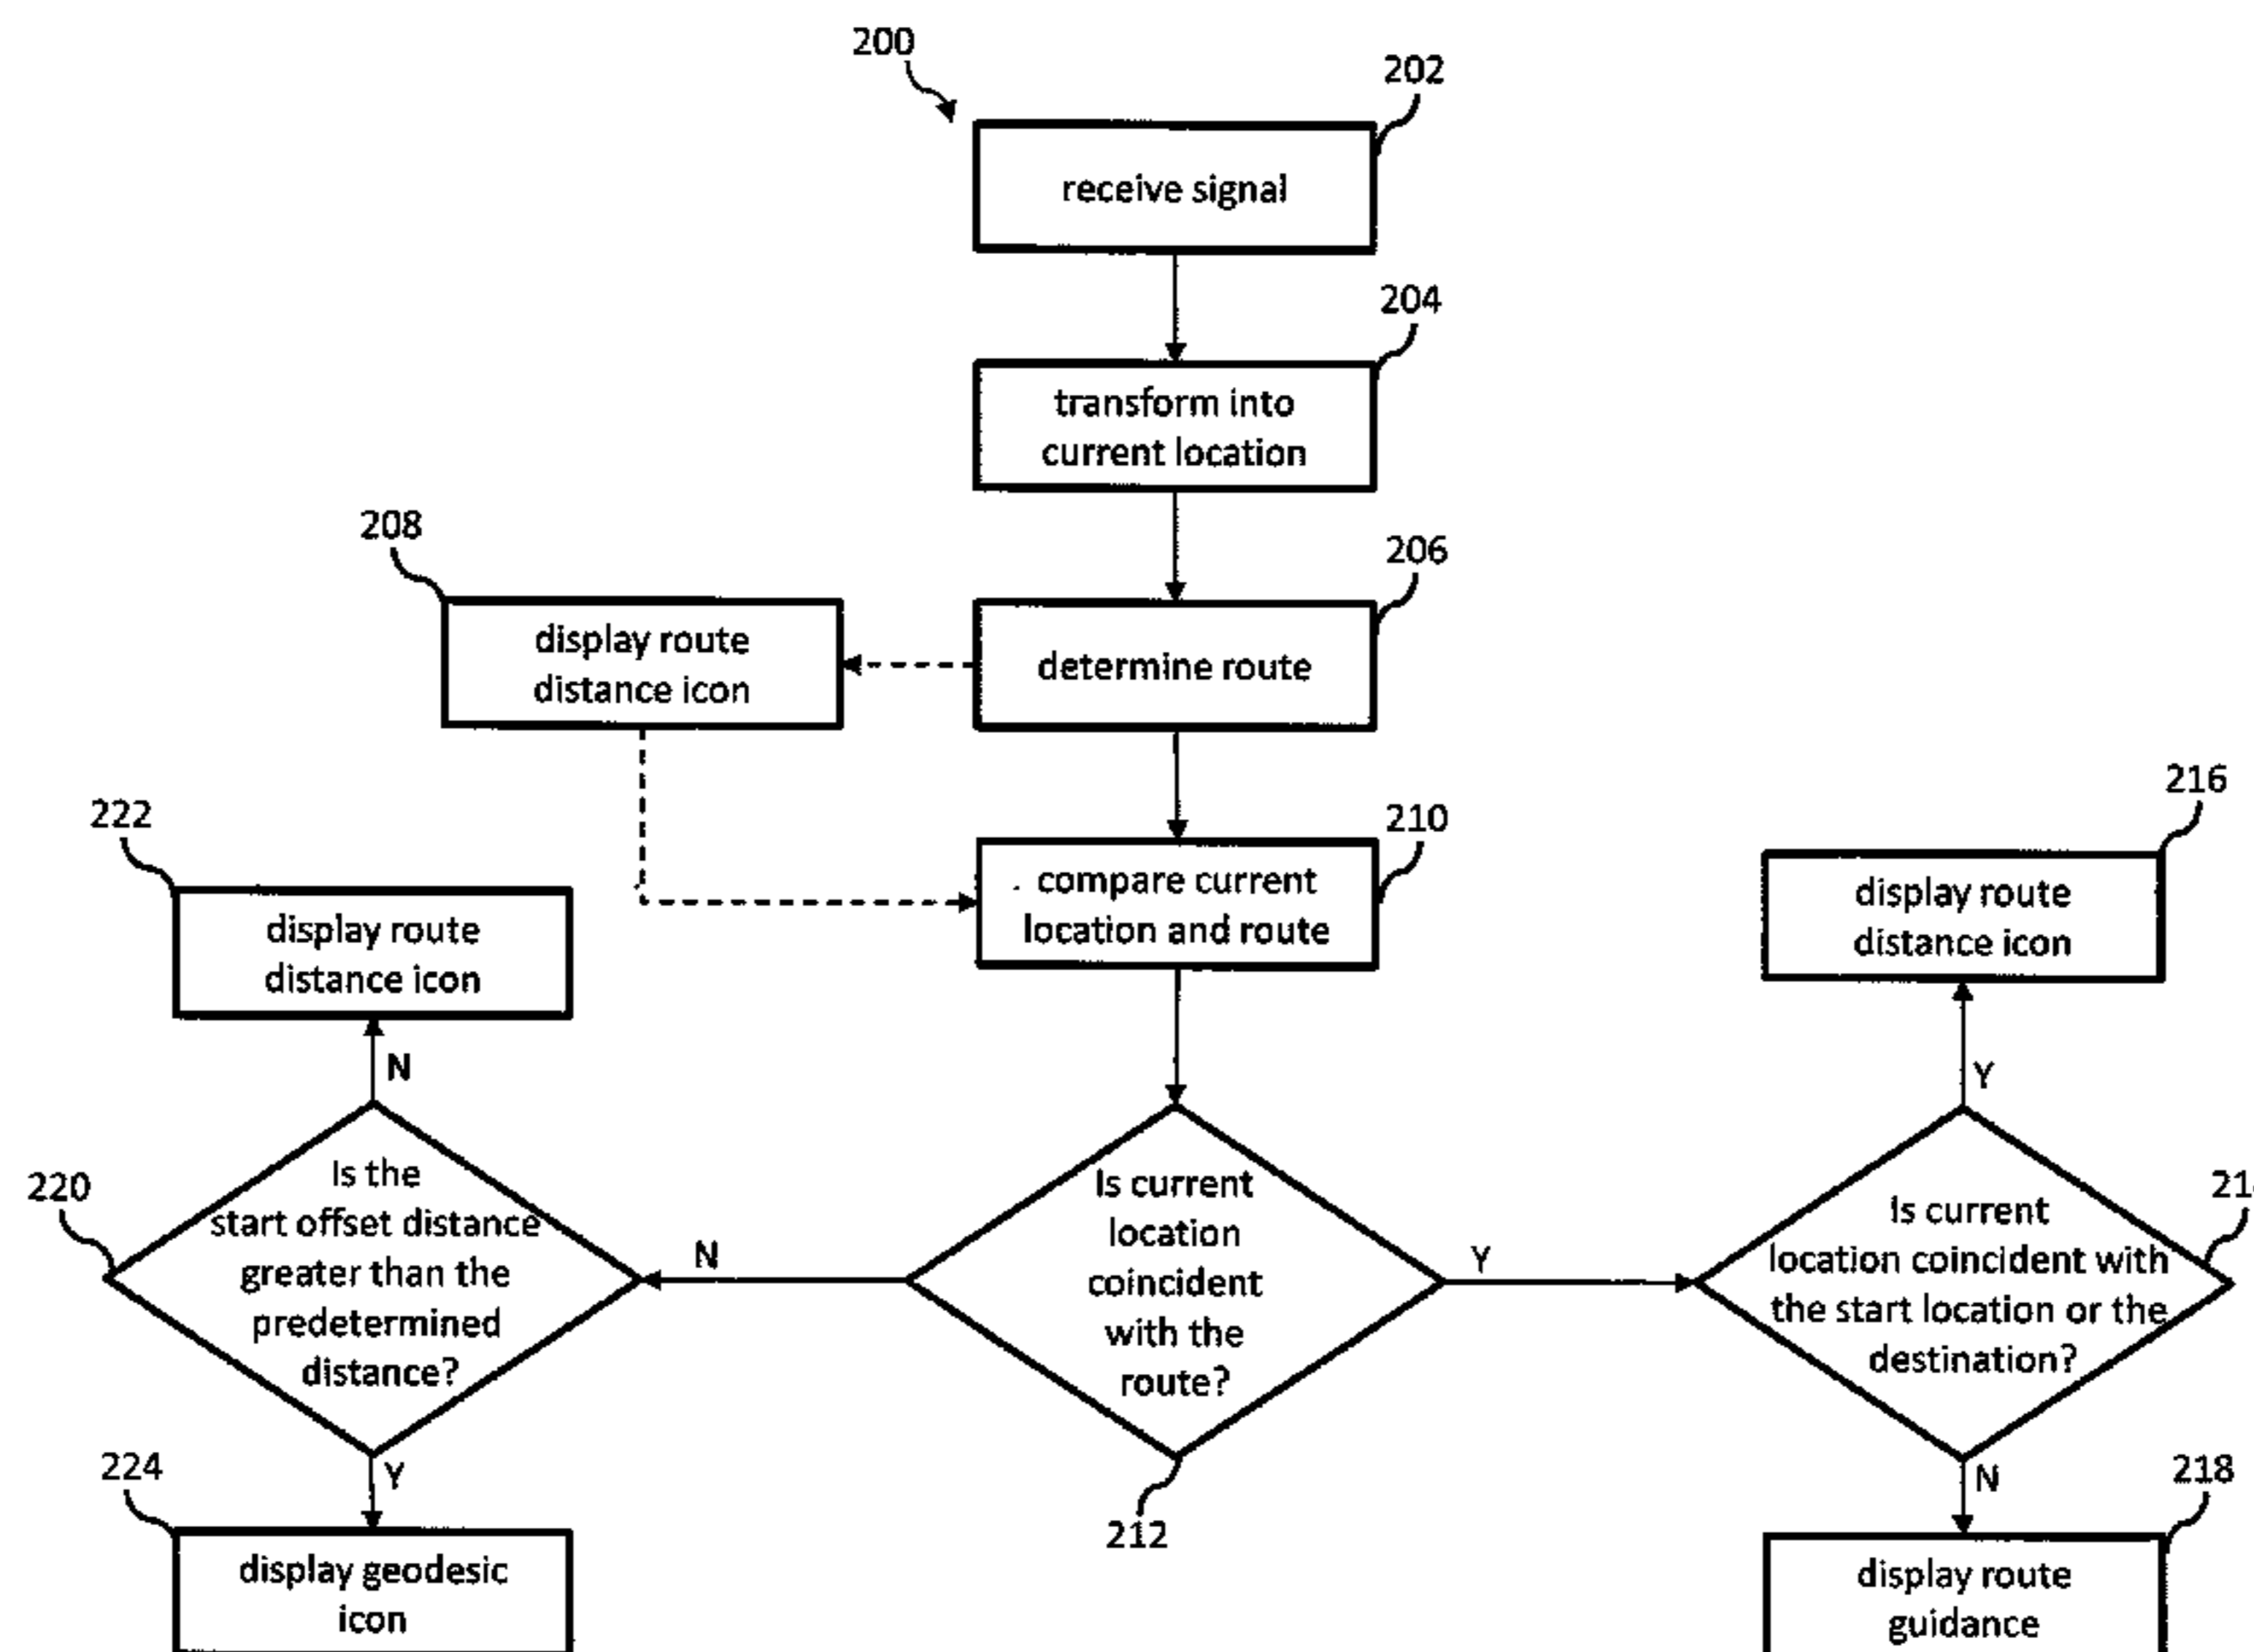 200
202
receive signal
204
transform into
current location
208
206
display route
distance icon
determine route
216
222
210
compare current
location and route
display route
distance icon
display route
distance icon
N
Y
220
Is the
start offset distance
greater than the
predetermined
distance?
N
Is current
location
coincident
with the
route?
Y
Is current
location coincident with
the start location or the
destination?
224
Y
212
N
218
display geodesic
icon
display route
guidance